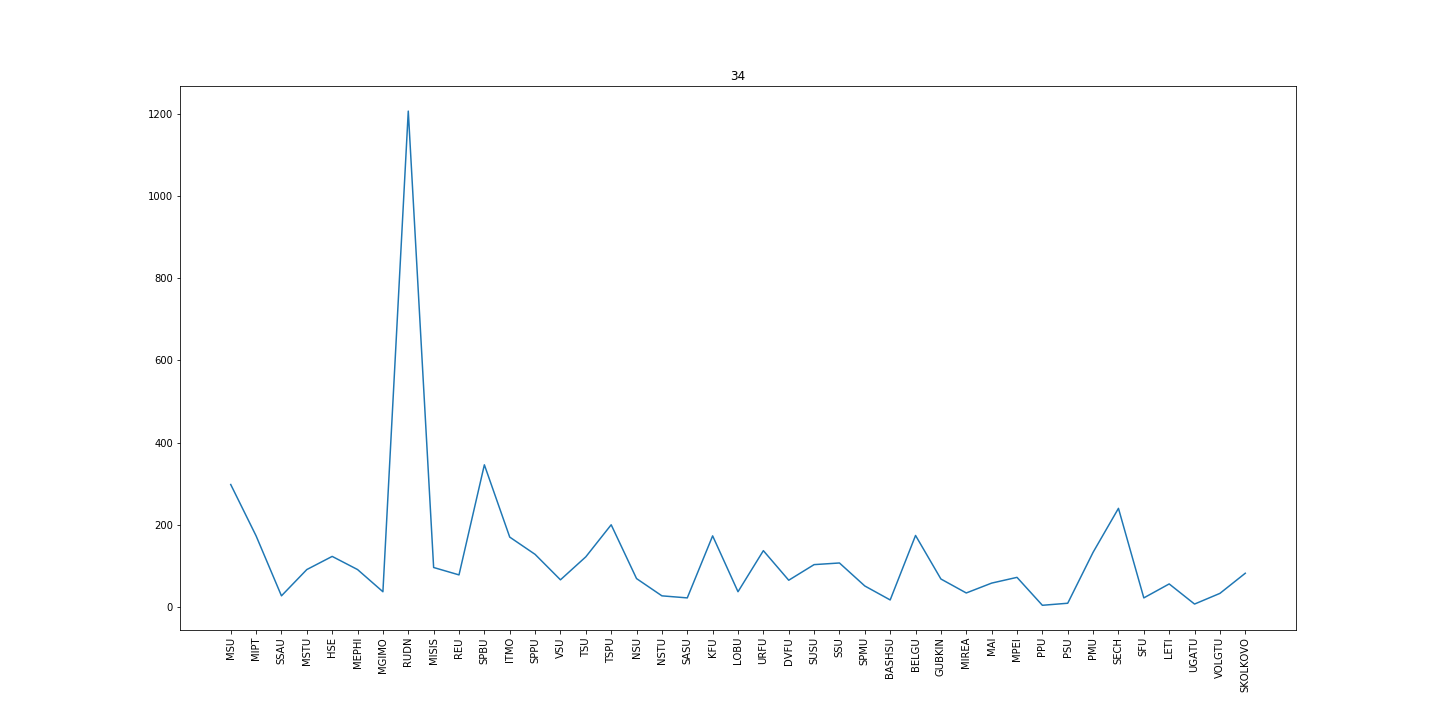 34
1200
1000
800
600
400
200
0
MSU
MIPT
SSAU
MSTU
HSE
MEPHI
MGIMO
RUDN
MISIS
REU
SPBU
ITMO
SPPU
VSU
TSU
TSPU
NSU
NSTU
SASU
KFU
LOBU
URFU
DVFU
SUSU
SSU
SPMU
BASHSU
BELGU
GUBKIN
MIREA
MAI
MPEI
PPU
PSU
PMU
SECH
SFU
LETI
UGATU
VOLGTU
SKOLKOVO